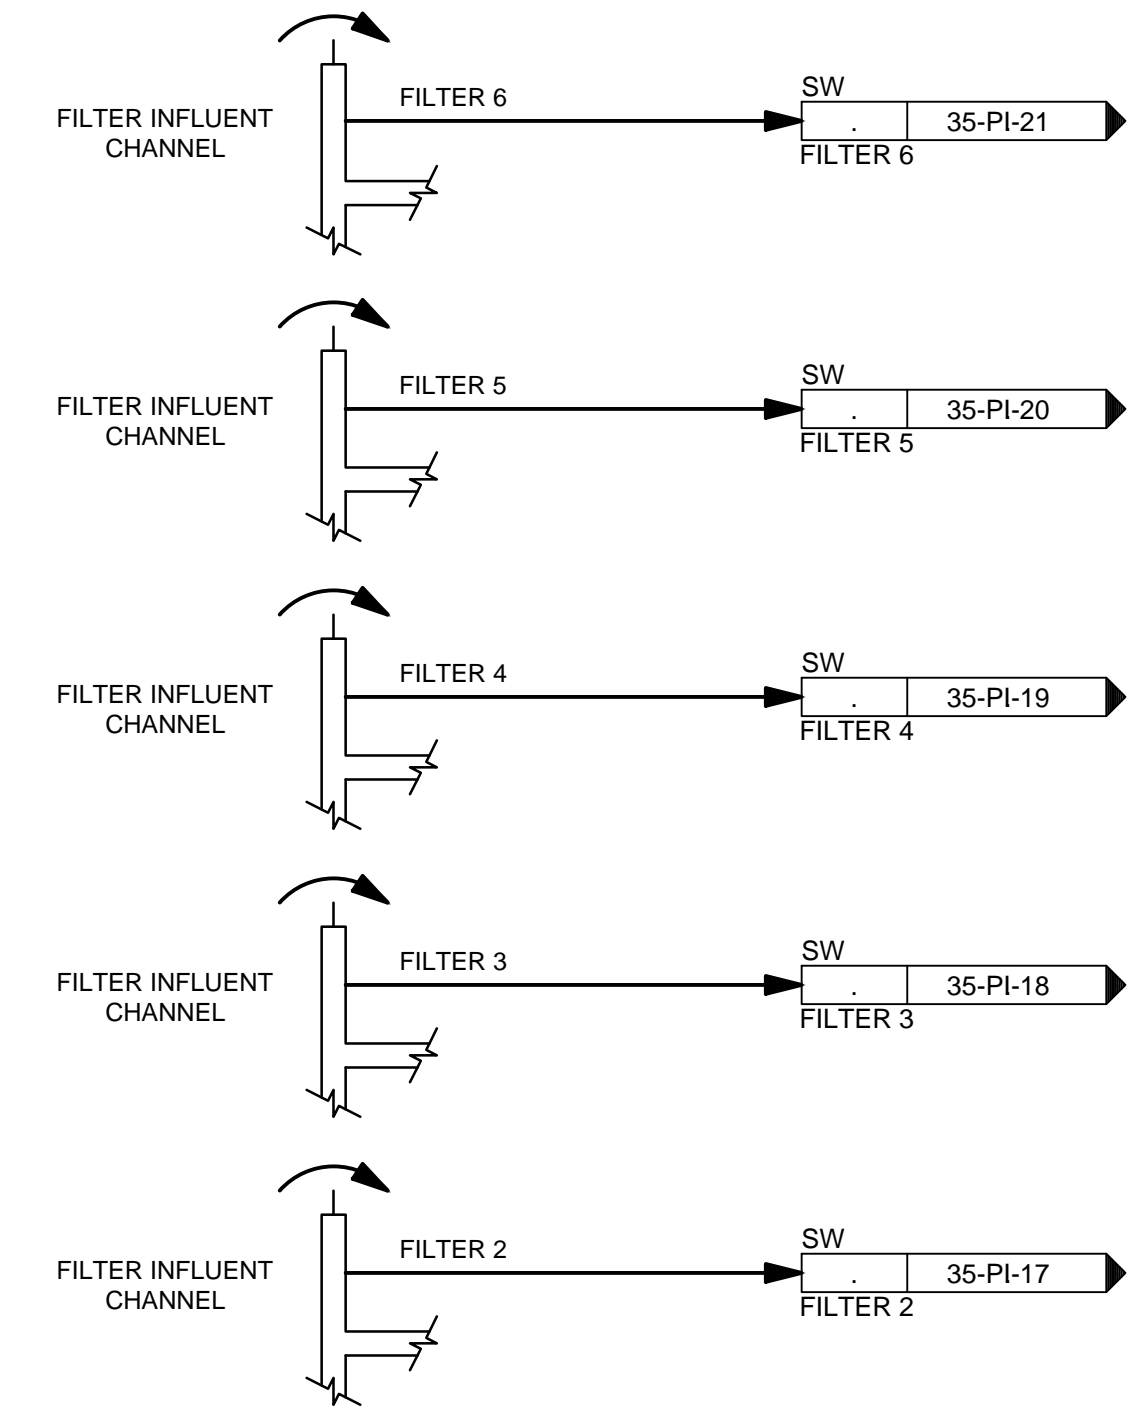 SW
FILTER 6
FILTER INFLUENT
CHANNEL
. 35-PI-21
FILTER 6
SW
FILTER 5
FILTER INFLUENT
CHANNEL
. 35-PI-20
FILTER 5
SW
FILTER 4
FILTER INFLUENT
CHANNEL
. 35-PI-19
FILTER 4
SW
FILTER 3
FILTER INFLUENT
CHANNEL
. 35-PI-18
FILTER 3
SW
FILTER 2
FILTER INFLUENT
CHANNEL
. 35-PI-17
FILTER 2